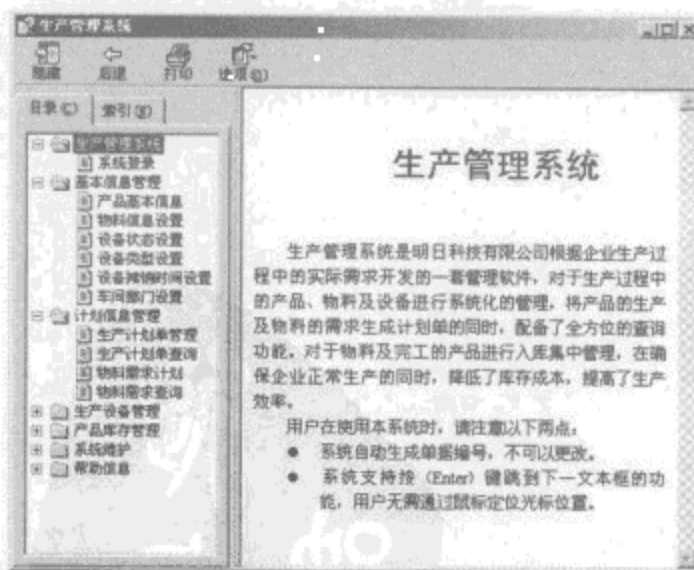 生产管理系统
隐藏 后退 打印 选项(O)
目录(C) 索引(N)
生产管理系统
系统登录
基本信息管理
产品基本信息
物料信息设置
设备状态设置
设备类型设置
设备摊销时间设置
车间部门设置
计划信息管理
生产计划单管理
生产计划单查询
物料需求计划
物料需求查询
生产设备管理
产品库存管理
系统维护
帮助信息
生产管理系统
生产管理系统是明日科技有限公司根据企业生产过
程中的实际需求开发的一套管理软件，对于生产过程中
的产品、物料及设备进行系统化的管理，将产品的生产
及物料的需求生成计划单的同时，配备了全方位的查询
功能。对于物料及完工的产品进行入库集中管理，在确
保企业正常生产的同时，降低了库存成本，提高了生产
效率。
用户在使用本系统时，请注意以下两点：
● 系统自动生成单据编号，不可以更改。
● 系统支持按〈Enter〉键跳到下一文本框的功
能，用户无需通过鼠标定位光标位置。